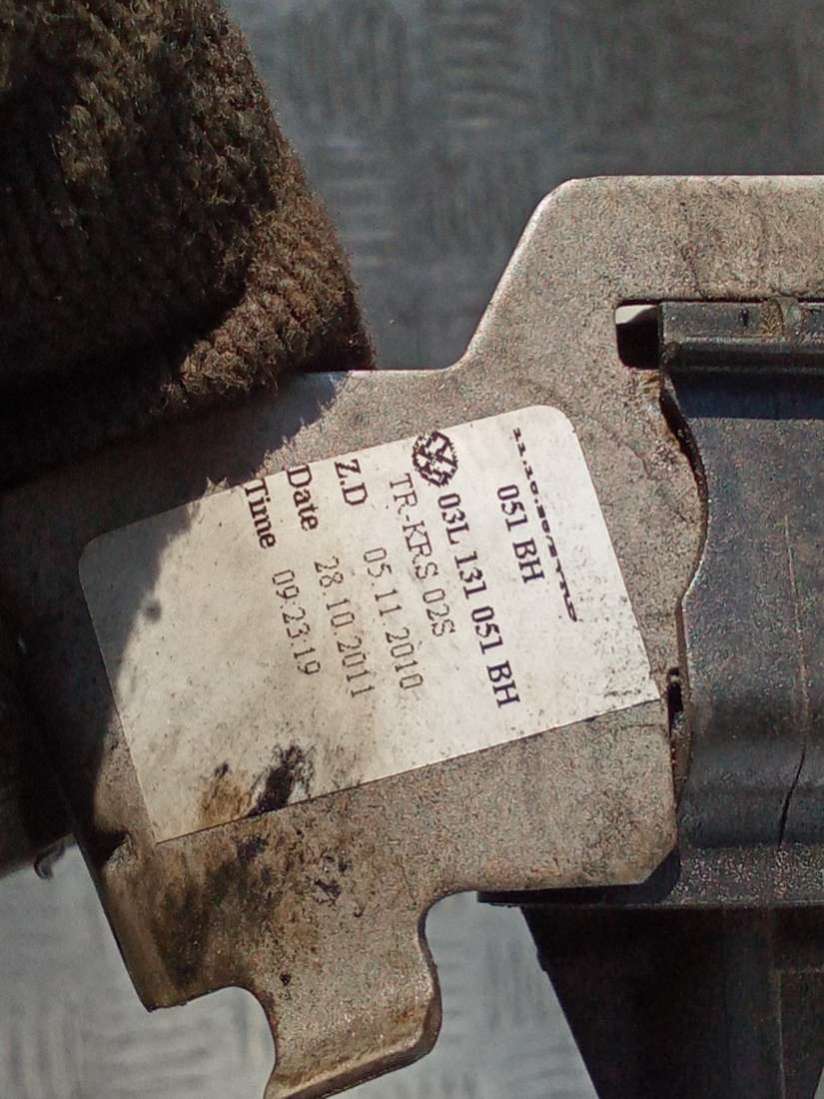 051 BH
03L 131 051 BH
TR-KRS 02S
Z.D 05.11.2010
Date 28.10.2011
Time 09:23:19